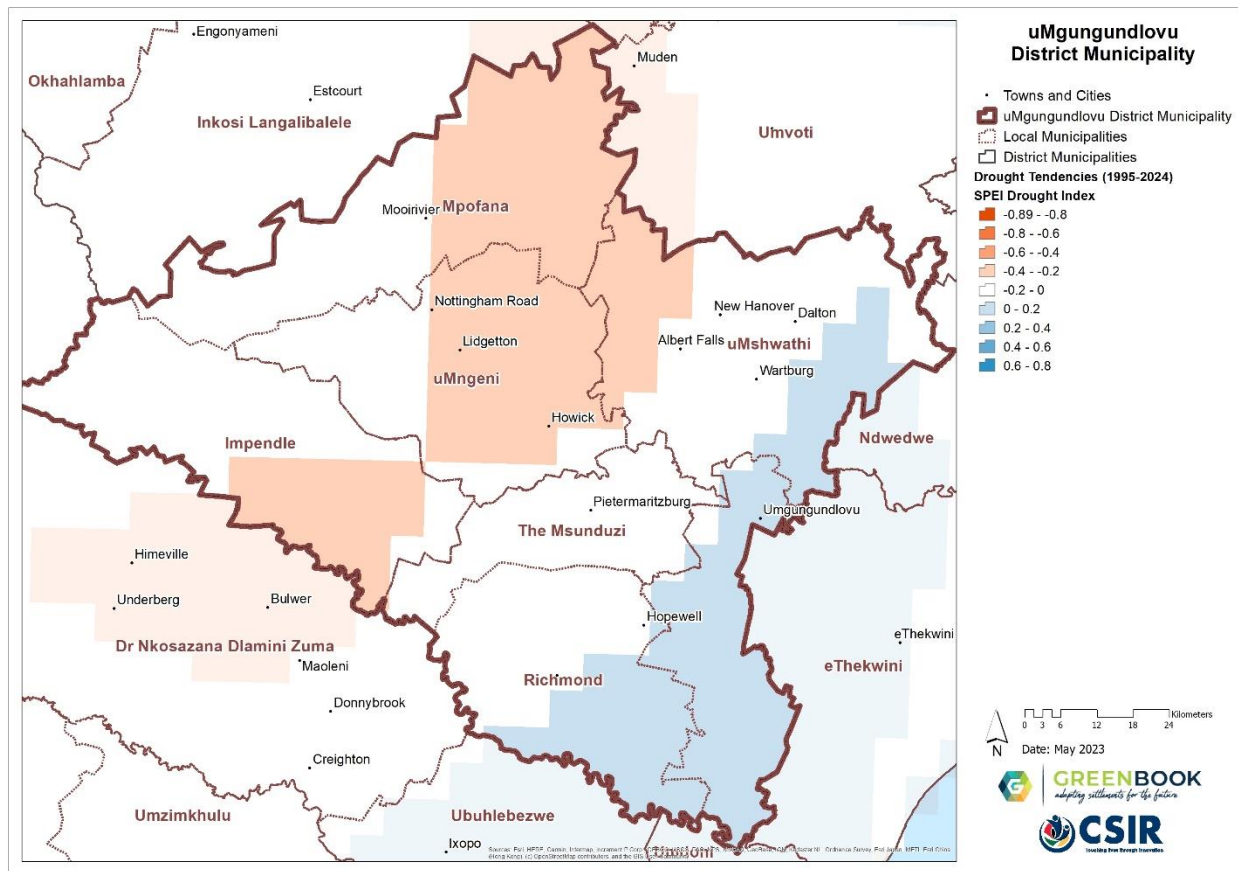 Engonyameni
Muden
Okhahlamba
Estcourt
Inkosi Langalibalele
Umvoti
Mooirivier
Mpofana
Nottingham Road
New Hanover
Dalton
Lidgetton
Albert Falls
uMshwathi
uMngeni
Wartburg
Howick
Impendle
Ndwedwe
Pietermaritzburg
Umgungundlovu
The Msunduzi
Himeville
Underberg
Bulwer
Hopewell
eThekwini
Dr Nkosazana Dlamini Zuma
Maoleni
eThekwini
Richmond
Donnybrook
Creighton
Umzimkhulu
Ubuhlebezwe
Ixopo
uMgungundlovu
District Municipality
Towns and Cities
uMgungundlovu District Municipality
Local Municipalities
District Municipalities
Drought Tendencies (1995-2024)
SPEI Drought Index
-0.89 - -0.8
-0.8 - -0.6
-0.6 - -0.4
-0.4 - -0.2
-0.2 - 0
0 - 0.2
0.2 - 0.4
0.4 - 0.6
0.6 - 0.8
Kilometers
0 3 6 12 18 24
N
Date: May 2023
G
GREENBOOK
adapting settlements for the future
CSIR
Touching lives through innovation